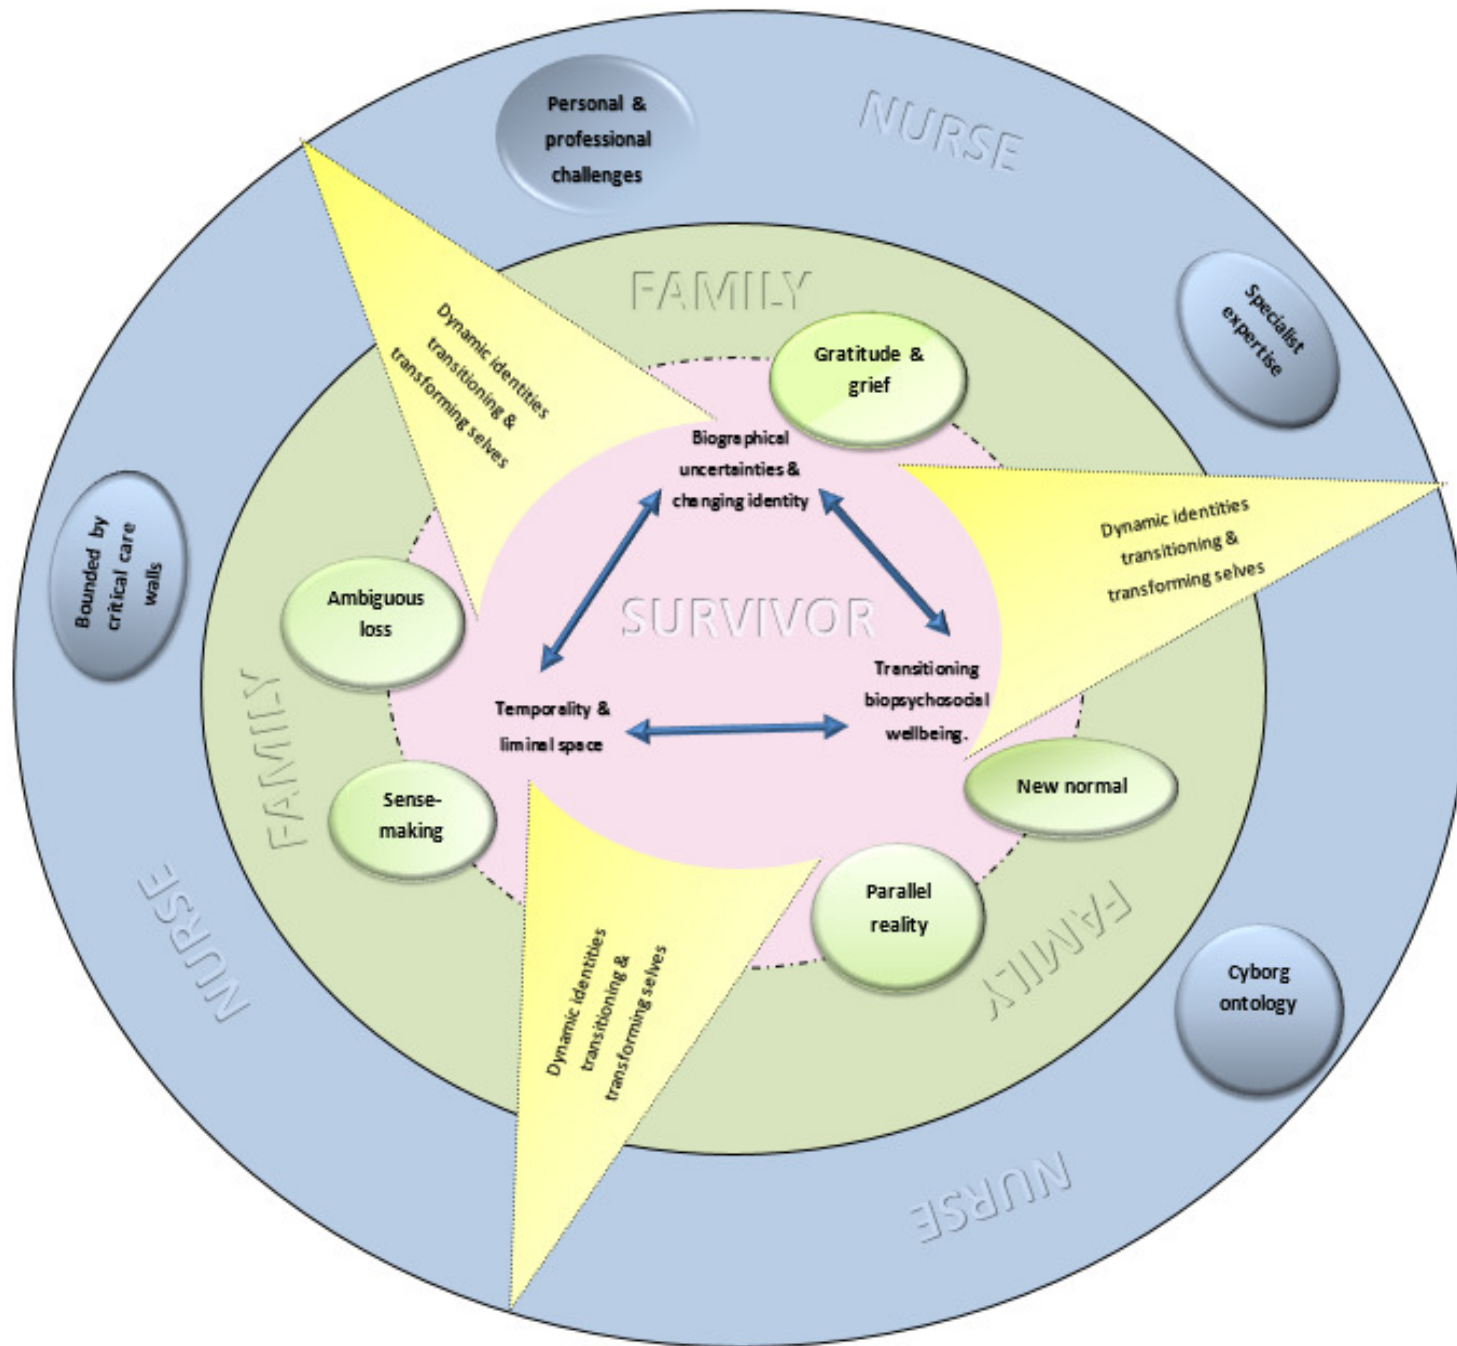 Personal &
professional
challenges
NURSE
Specialist
expertise
FAMILY
Dynamic identities
transitioning &
transforming selves
Gratitude &
grief
Biographical
uncertainties &
changing identity
Dynamic identities
transitioning &
transforming selves
Bounded by
critical care
walls
Ambiguous
loss
SURVIVOR
Transitioning
biopsychosocial
wellbeing.
Temporality &
liminal space
FAMILY
Sense-
making
New normal
Parallel
reality
FAMILY
NURSE
Dynamic identities
transitioning &
transforming selves
Cyborg
ontology
NURSE